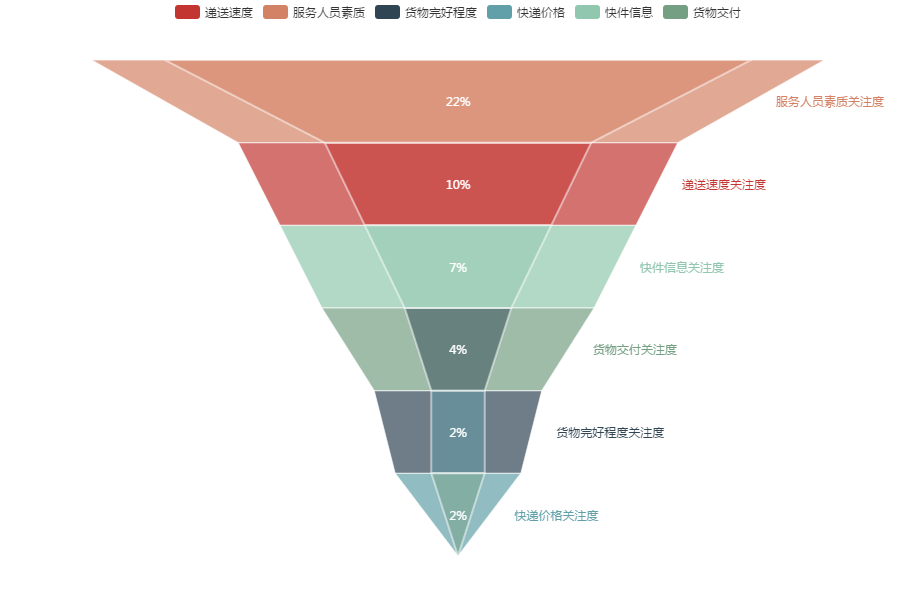 递送速度 服务人员素质 货物完好程度 快递价格 快件信息 货物交付
22% 服务人员素质关注度
10% 递送速度关注度
7% 快件信息关注度
4% 货物交付关注度
2% 货物完好程度关注度
2% 快递价格关注度